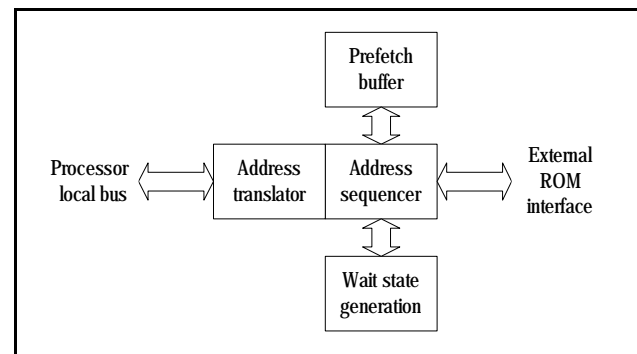 Prefetch
buffer
Processor
local bus
Address
translator
Address
sequencer
External
ROM
interface
Wait state
generation